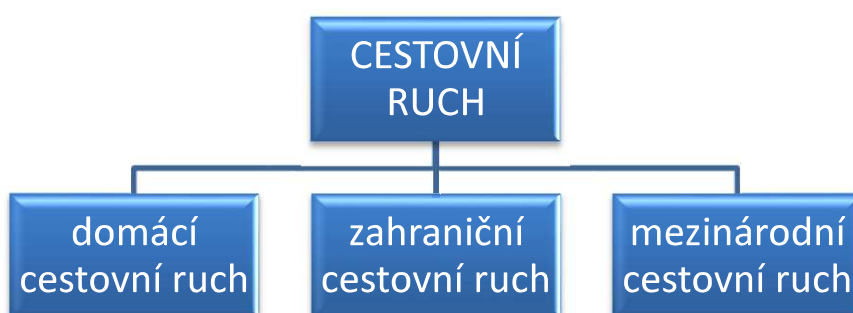 CESTOVNÍ
RUCH
domácí
cestovní ruch
zahraniční
cestovní ruch
mezinárodní
cestovní ruch